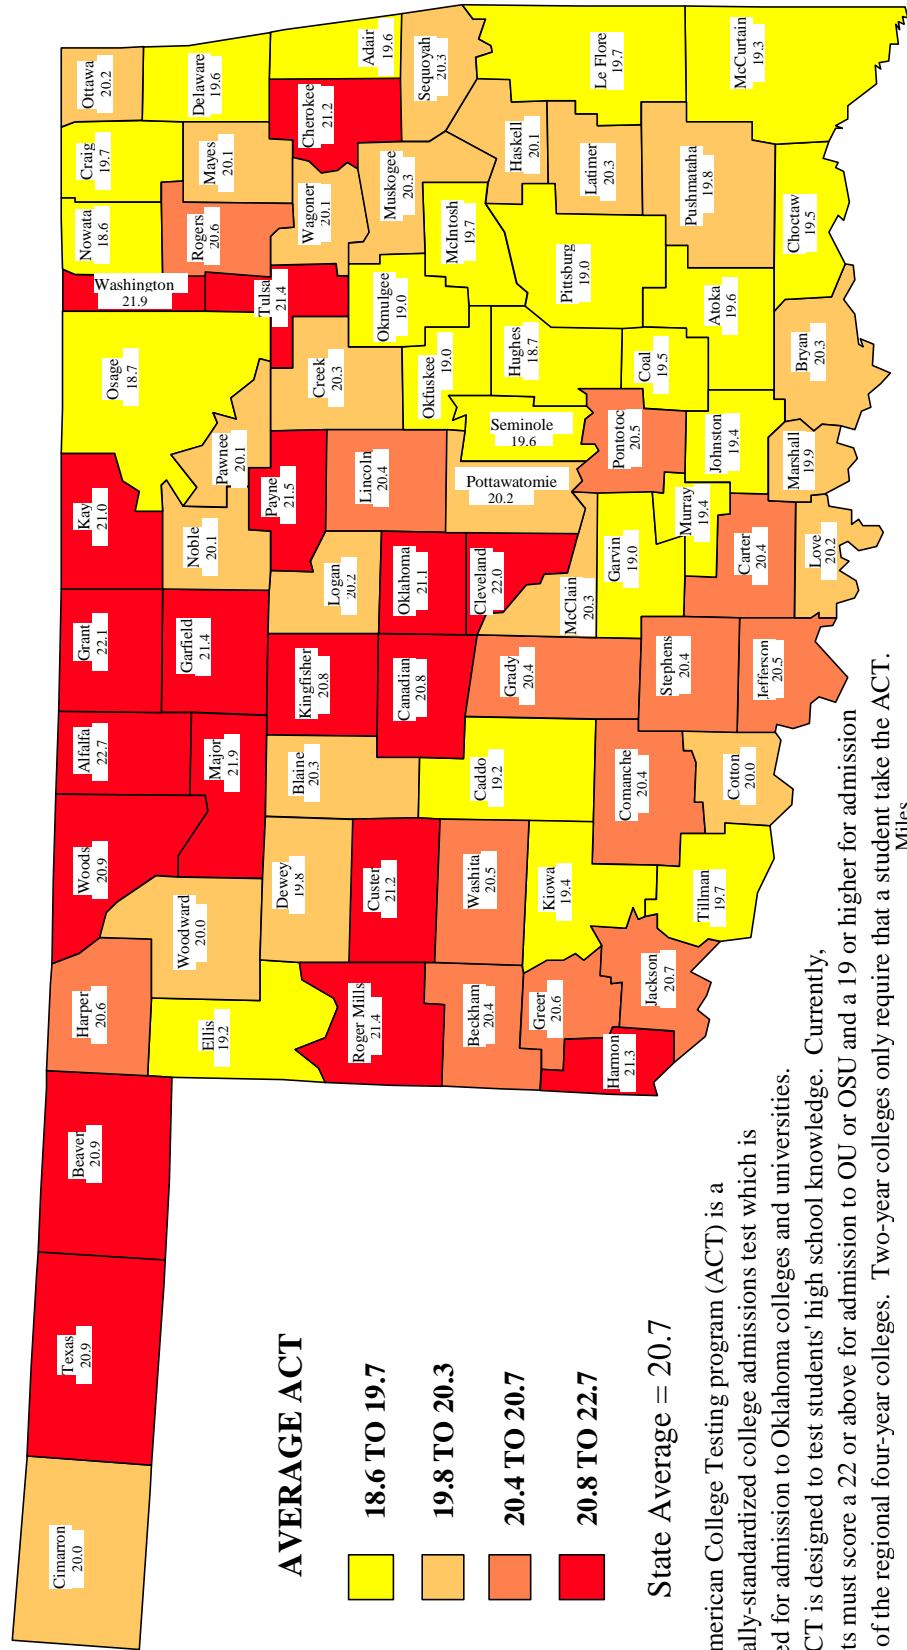 Cimarron
20.0
Texas
20.9
Beaver
20.9
Harper
20.6
Woods
20.9
Alfalfa
22.7
Grant
22.1
Kay
21.0
Osage
18.7
Washington
21.9
Nowata
18.6
Craig
19.7
Ottawa
20.2
Ellis
19.2
Woodward
20.0
Major
21.9
Garfield
21.4
Noble
20.1
Pawnee
20.1
Rogers
20.6
Mayes
20.1
Delaware
19.6
Tulsa
21.4
Roger Mills
21.4
Dewey
19.8
Blaine
20.3
Kingfisher
20.8
Logan
20.2
Payne
21.5
Creek
20.3
Wagoner
20.1
Cherokee
21.2
Adair
19.6
Custer
21.2
Canadian
20.8
Oklahoma
21.1
Lincoln
20.4
Okfuskee
19.0
Okmulgee
19.0
Muskogee
20.3
Sequoyah
20.3
Beckham
20.4
Washita
20.5
Caddo
19.2
Grady
20.4
Cleveland
22.0
Pottawatomie
20.2
Seminole
19.6
Hughes
18.7
McIntosh
19.7
Haskell
20.1
Greer
20.6
Kiowa
19.4
McClain
20.3
Garvin
19.0
Pontotoc
20.5
Coal
19.5
Pittsburg
19.0
Latimer
20.3
Le Flore
19.7
Harmon
21.3
Jackson
20.7
Tillman
19.7
Comanche
20.4
Stephens
20.4
Murray
19.4
Johnston
19.4
Atoka
19.6
Pushmataha
19.8
McCurtain
19.3
Cotton
20.0
Jefferson
20.5
Carter
20.4
Love
20.2
Marshall
19.9
Bryan
20.3
Choctaw
19.5
AVERAGE ACT
18.6 TO 19.7
19.8 TO 20.3
20.4 TO 20.7
20.8 TO 22.7
State Average = 20.7
merican College Testing program (ACT) is a
ally-standardized college admissions test which is
ed for admission to Oklahoma colleges and universities.
CT is designed to test students' high school knowledge. Currently,
ts must score a 22 or above for admission to OU or OSU and a 19 or higher for admission
of the regional four-year colleges. Two-year colleges only require that a student take the ACT.
Miles